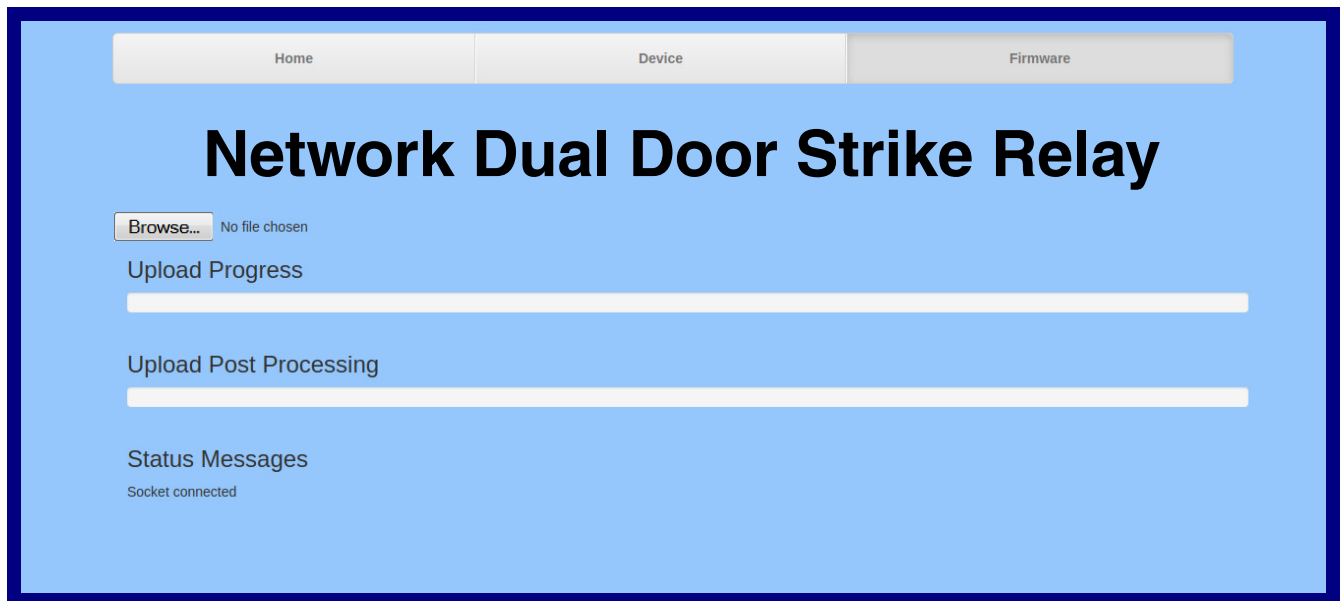 Home Device Firmware
Network Dual Door Strike Relay
Browse... No file chosen
Upload Progress
Upload Post Processing
Status Messages
Socket connected